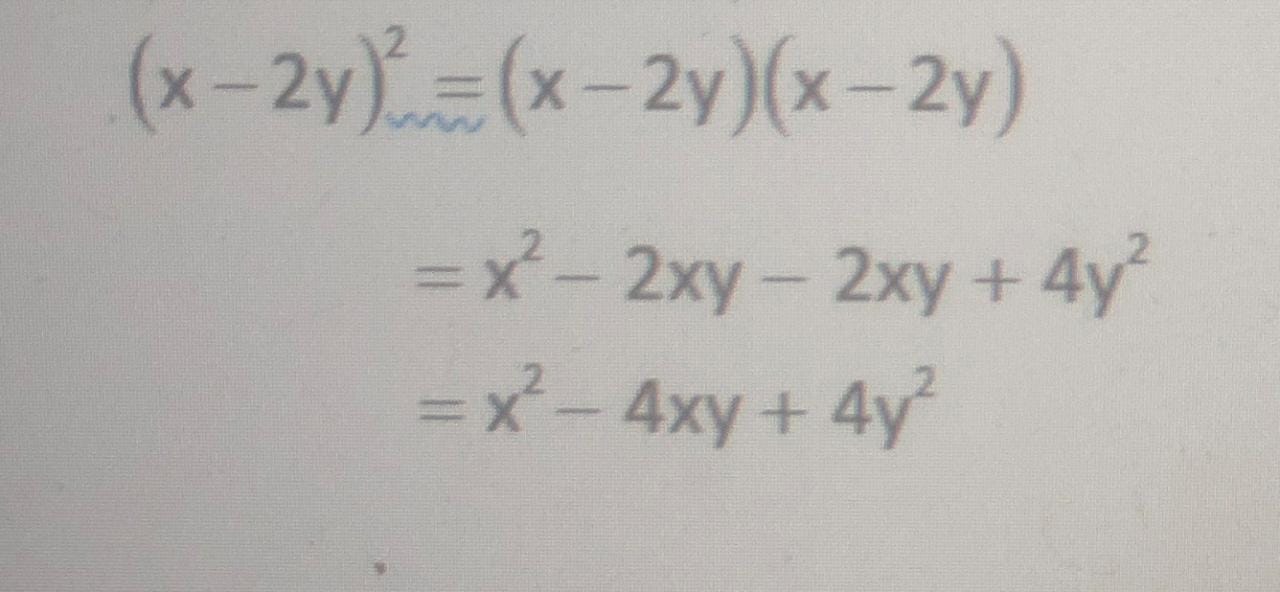 (x – 2y)² = (x – 2y)(x – 2y)
= x² – 2xy – 2xy + 4y²
= x² – 4xy + 4y²